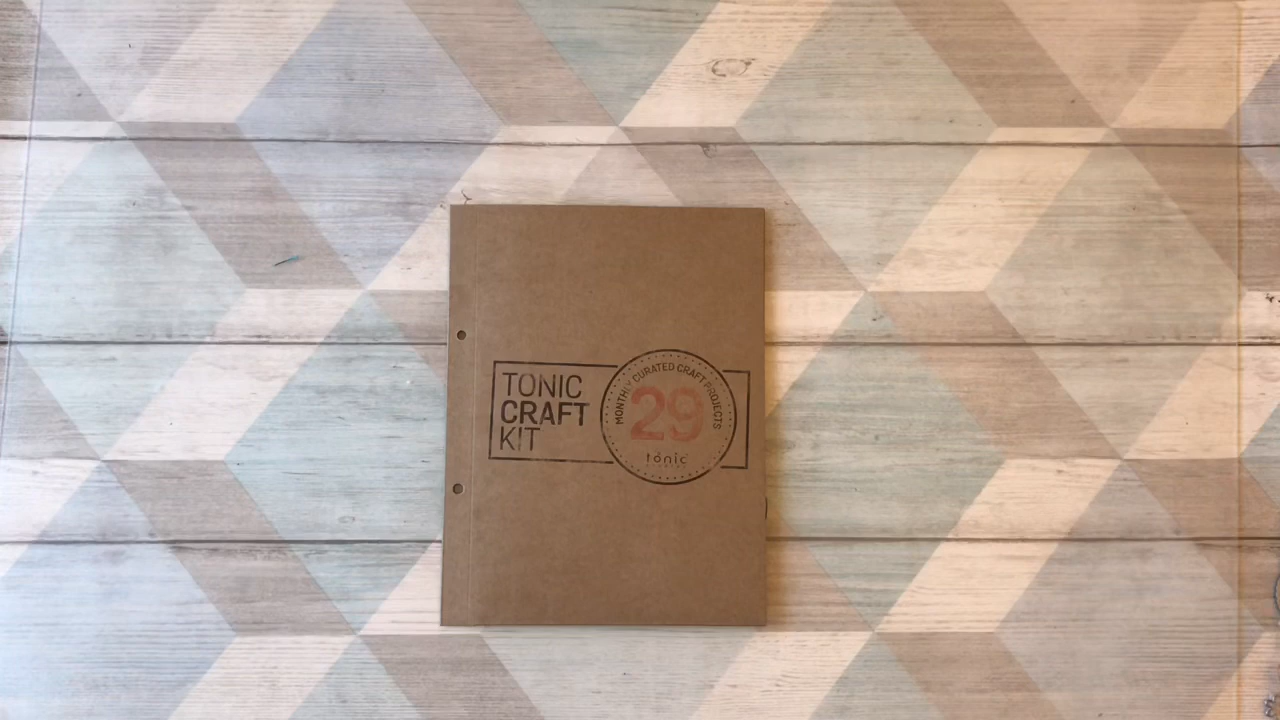 TONIC
CRAFT
KIT
MONTHLY CURATED CRAFT PROJECTS
29
tonic